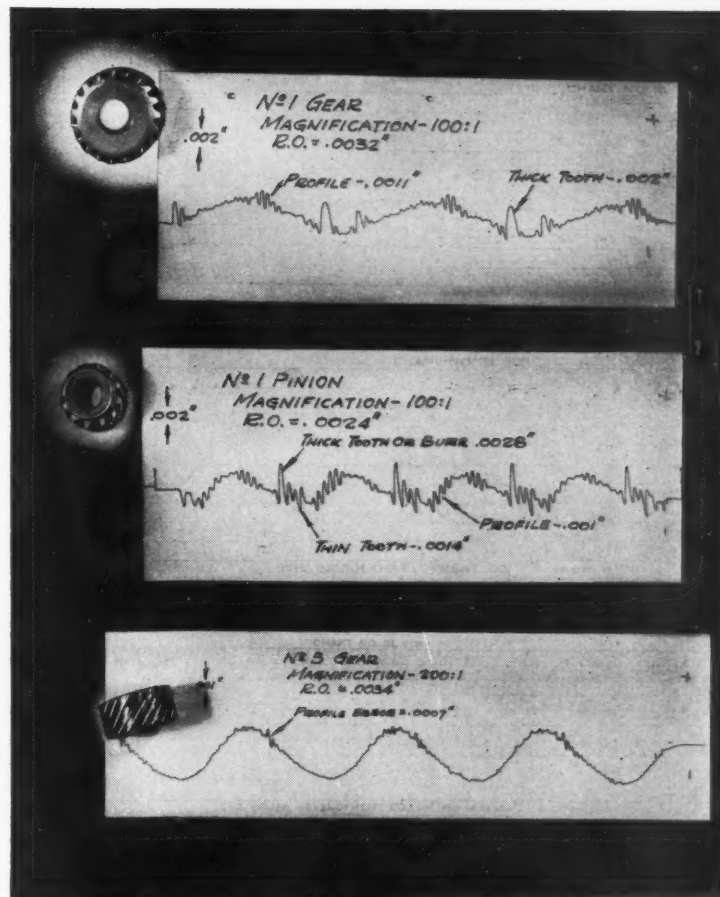 Nº 1 GEAR
MAGNIFICATION-100:1
R.O. = .0032"
.002"
PROFILE-.0011"
THICK TOOTH-.002"
Nº 1 PINION
MAGNIFICATION-100:1
R.O. = .0024"
.002"
THICK TOOTH OR BURR .0028"
PROFILE-.001"
THIN TOOTH-.0014"
GEAR
MAGNIFICATION-200:1
R.O. = .0034"
.001"
PROFILE ERROR = .0007"